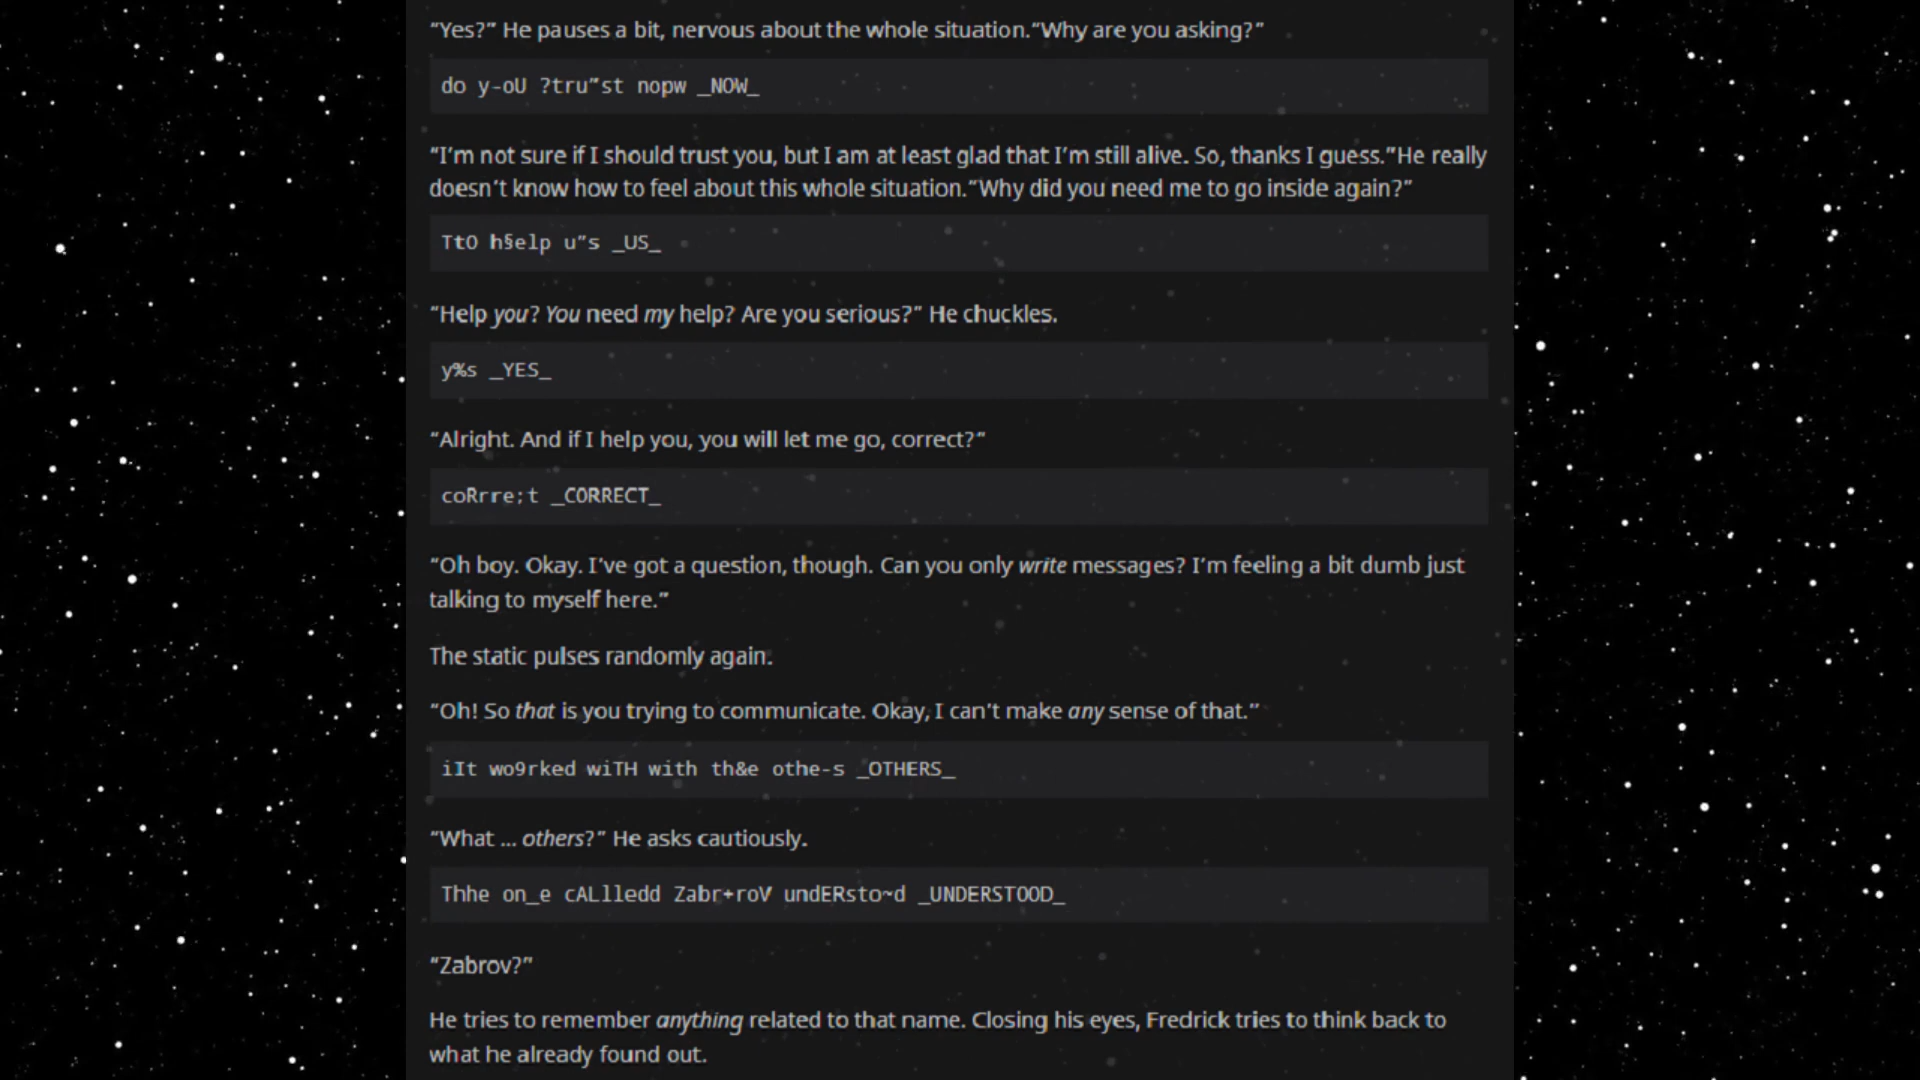 “Yes?” He pauses a bit, nervous about the whole situation.“Why are you asking?”
do y-oU ?tru”st nopw _NOW_
“I’m not sure if I should trust you, but I am at least glad that I’m still alive. So, thanks I guess.”He really
doesn’t know how to feel about this whole situation.“Why did you need me to go inside again?”
TtO h§elp u”s _US_
“Help you? You need my help? Are you serious?” He chuckles.
y%s _YES_
“Alright. And if I help you, you will let me go, correct?”
coRrre;t _CORRECT_
“Oh boy. Okay. I’ve got a question, though. Can you only write messages? I’m feeling a bit dumb just
talking to myself here.”
The static pulses randomly again.
“Oh! So that is you trying to communicate. Okay, I can't make any sense of that.”
iIt wo9rked wiTH with th&e othe-s _OTHERS_
“What ... others?” He asks cautiously.
Thhe on_e cALlledd Zabr+roV undERsto~d _UNDERSTOOD_
“Zabrov?”
He tries to remember anything related to that name. Closing his eyes, Fredrick tries to think back to
what he already found out.